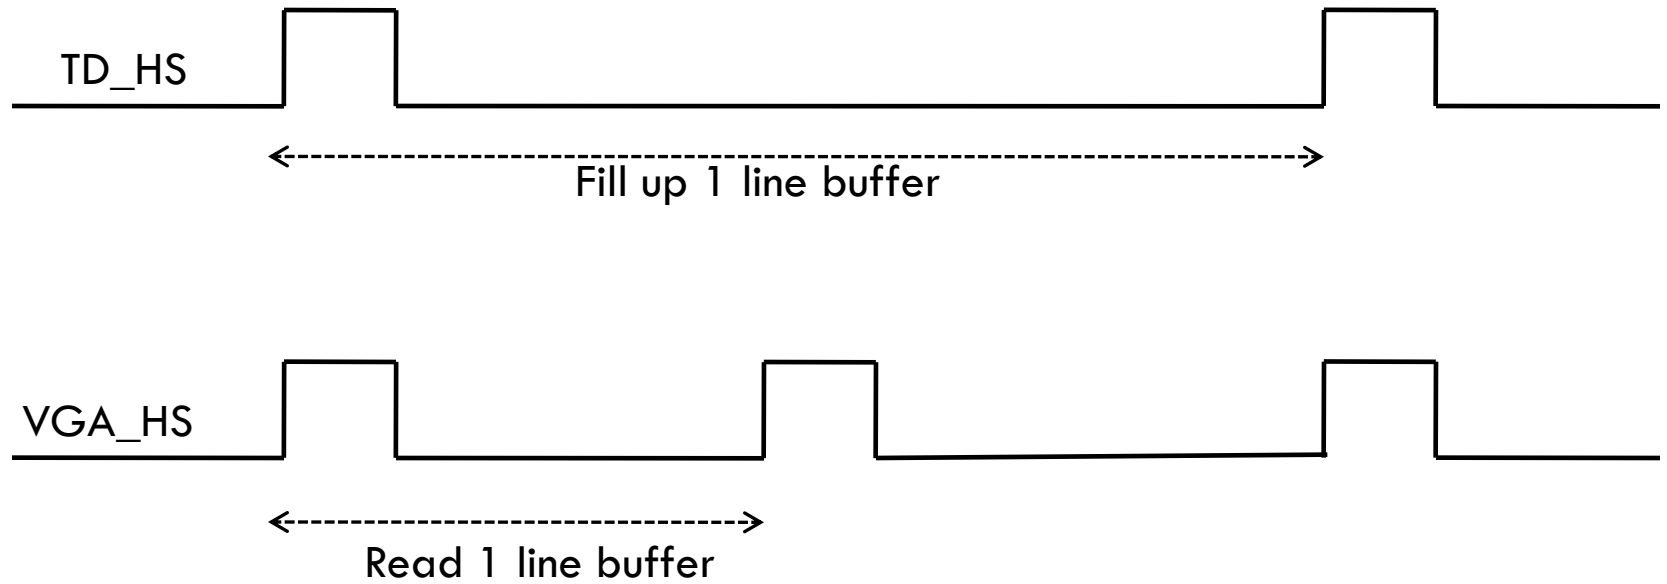 TD_HS
Fill up 1 line buffer
VGA_HS
Read 1 line buffer